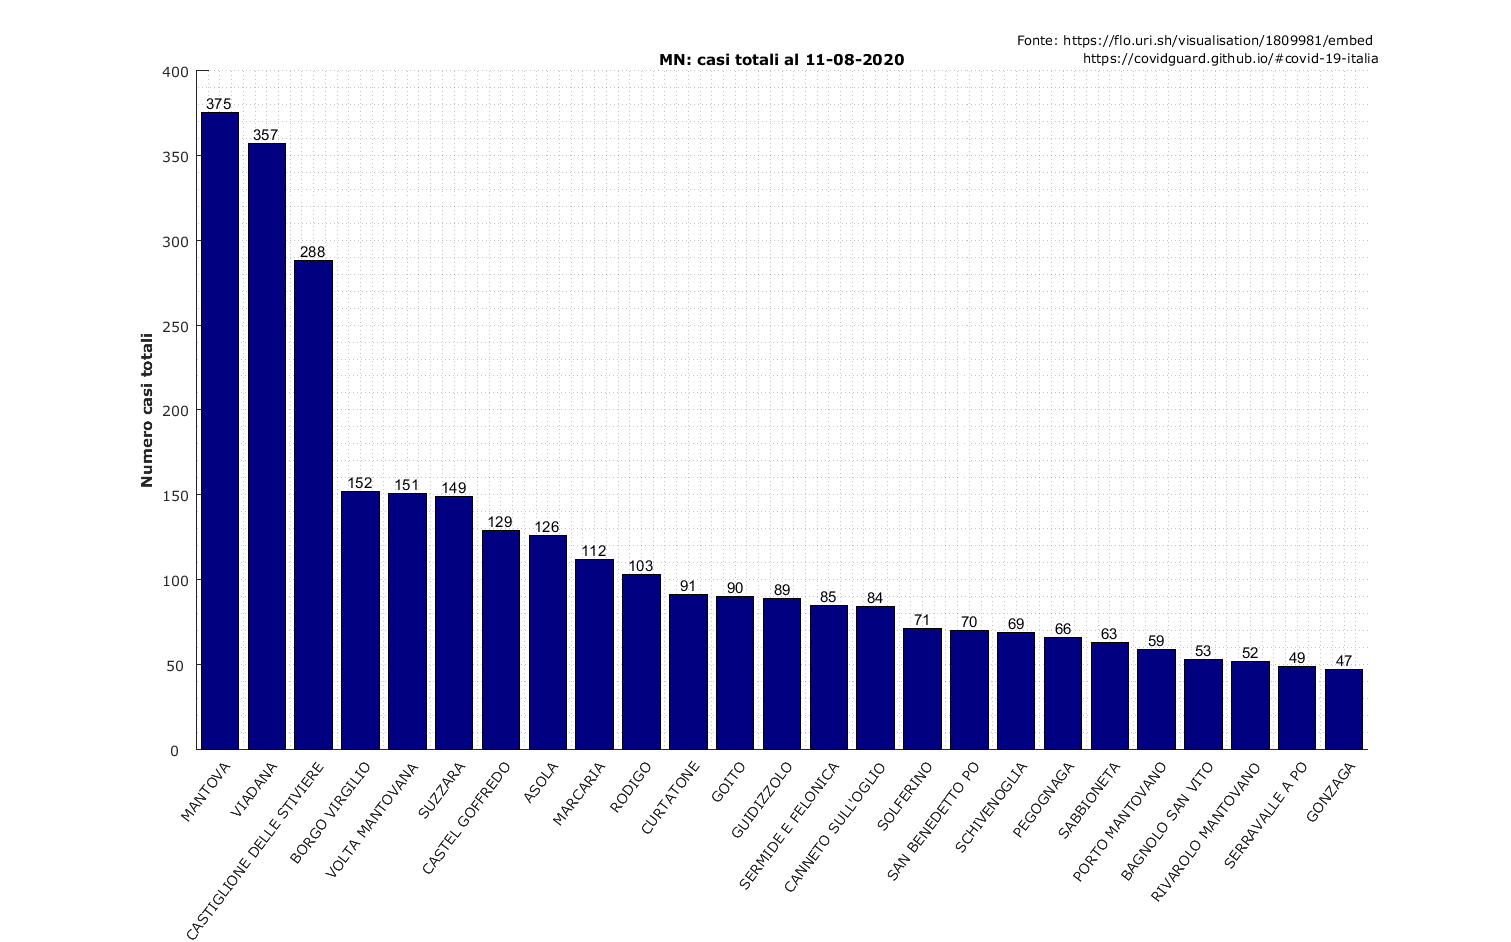 Fonte: https://flo.uri.sh/visualisation/1809981/embed
https://covidguard.github.io/#covid-19-italia
MN: casi totali al 11-08-2020
Numero casi totali
400
350
300
250
200
150
100
50
0
375
357
288
152
151
149
129
126
112
103
91
90
89
85
84
71
70
69
66
63
59
53
52
49
47
MANTOVA
VIADANA
CASTIGLIONE DELLE STIVIERE
BORGO VIRGILIO
VOLTA MANTOVANA
SUZZARA
CASTEL GOFFREDO
ASOLA
MARCARIA
RODIGO
CURTATONE
GOITO
GUIDIZZOLO
SERMIDE E FELONICA
CANNETO SULL'OGLIO
SOLFERINO
SAN BENEDETTO PO
SCHIVENOGLIA
PEGOGNAGA
SABBIONETA
PORTO MANTOVANO
BAGNOLO SAN VITO
RIVAROLO MANTOVANO
SERRAVALLE A PO
GONZAGA